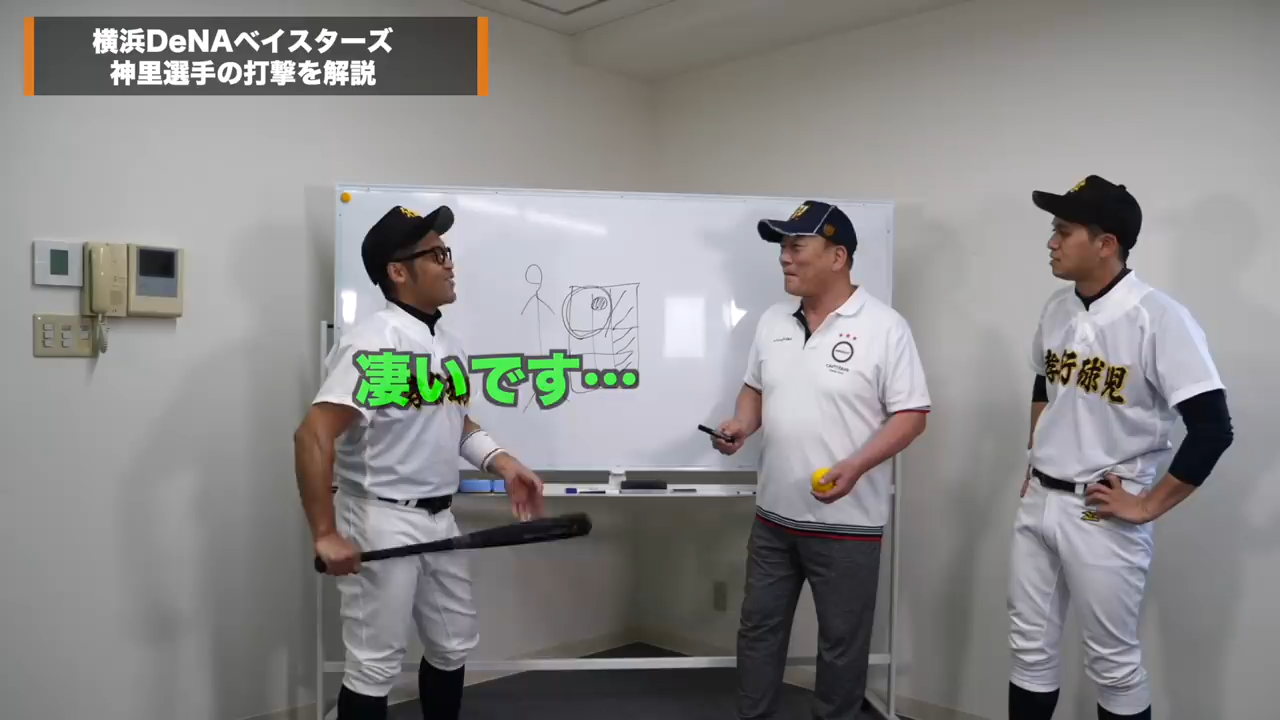 横浜DeNAベイスターズ
神里選手の打撃を解説
凄いです…
孝行球児